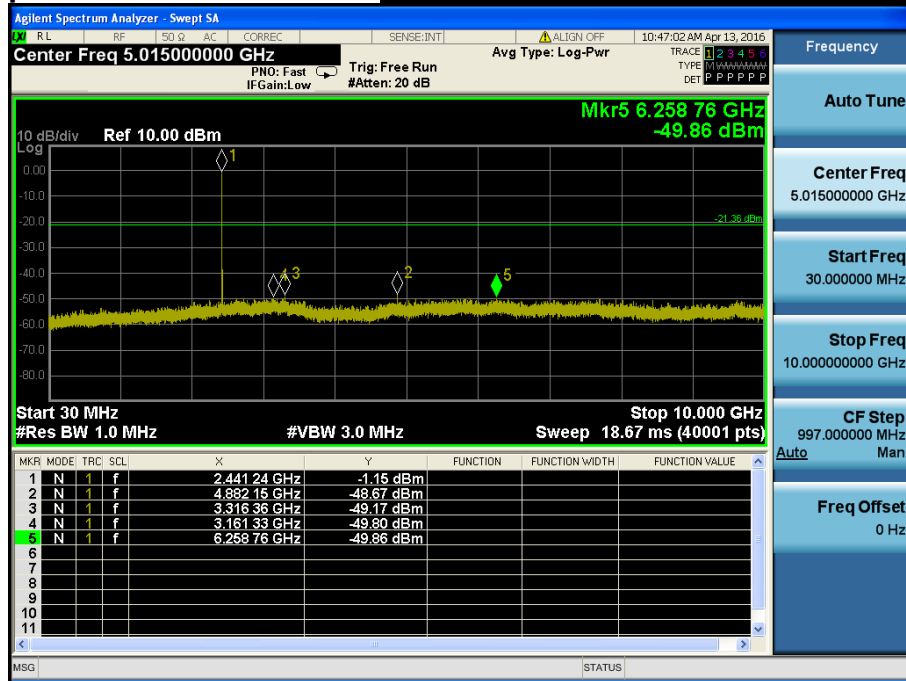 Agilent Spectrum Analyzer - Swept SA
LXI RL RF 50 Ω AC CORREC SENSE:INT ALIGN OFF 10:47:02 AM Apr 13, 2016
Center Freq 5.015000000 GHz
PNO: Fast
IFGain:Low
Trig: Free Run
#Atten: 20 dB
Avg Type: Log-Pwr
TRACE 1 2 3 4 5 6
TYPE M WWWWW
DET P P P P P P
Mkr5 6.258 76 GHz
-49.86 dBm
10 dB/div Ref 10.00 dBm
Log
0.00
-10.0
-20.0
-30.0
-40.0
-50.0
-60.0
-70.0
-80.0
1
-21.36 dBm
4 3
2
5
Start 30 MHz
Stop 10.000 GHz
#Res BW 1.0 MHz
#VBW 3.0 MHz
Sweep 18.67 ms (40001 pts)
MKR MODE TRC SCL X Y FUNCTION FUNCTION WIDTH FUNCTION VALUE
1 N 1 f 2.441 24 GHz -1.15 dBm
2 N 1 f 4.882 15 GHz -48.67 dBm
3 N 1 f 3.316 36 GHz -49.17 dBm
4 N 1 f 3.161 33 GHz -49.80 dBm
5 N 1 f 6.258 76 GHz -49.86 dBm
6
7
8
9
10
11
MSG
STATUS
Frequency
Auto Tune
Center Freq
5.015000000 GHz
Start Freq
30.000000 MHz
Stop Freq
10.000000000 GHz
CF Step
997.000000 MHz
Auto Man
Freq Offset
0 Hz